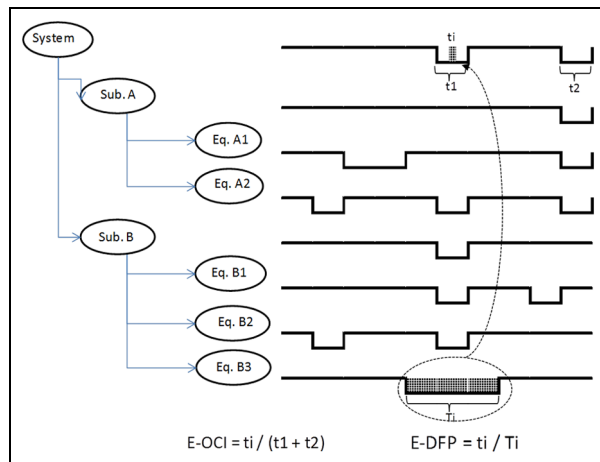 System
ti
t1
t2
Sub. A
Eq. A1
Eq. A2
Sub. B
Eq. B1
Eq. B2
Eq. B3
Ti
E-OCI = ti / (t1 + t2)
E-DFP = ti / Ti